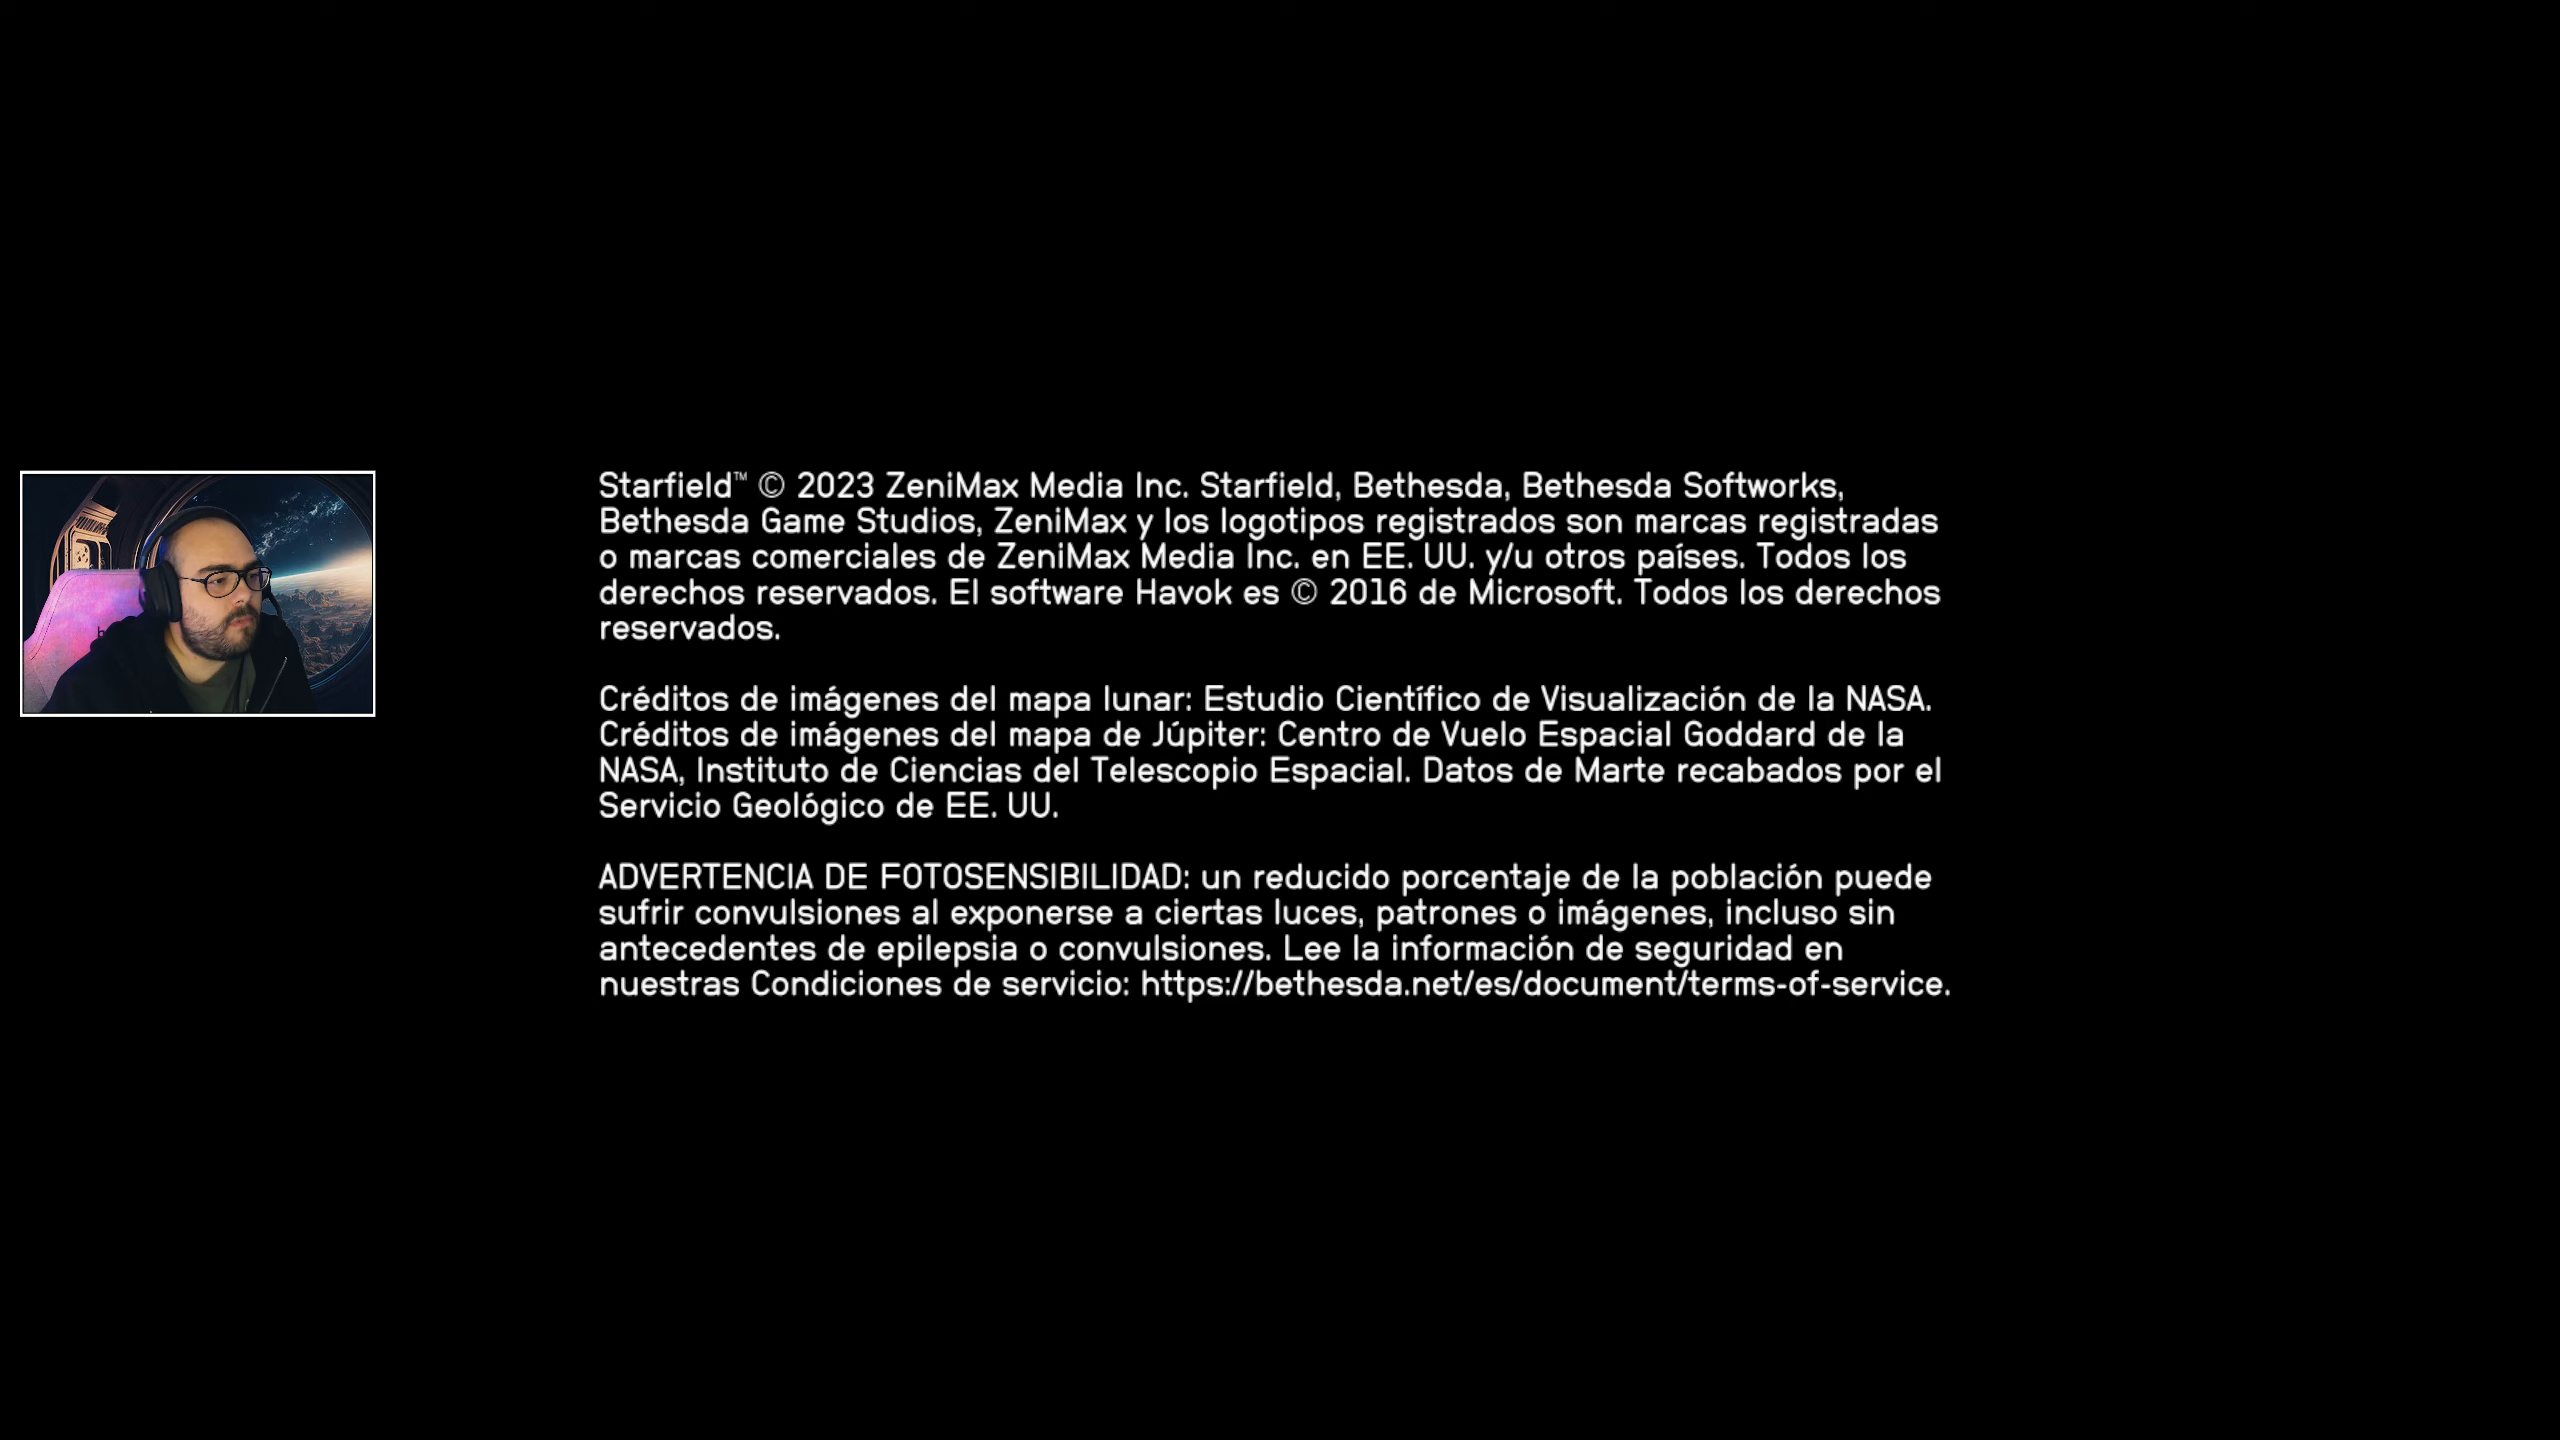 Starfield™ © 2023 ZeniMax Media Inc. Starfield, Bethesda, Bethesda Softworks,
Bethesda Game Studios, ZeniMax y los logotipos registrados son marcas registradas
o marcas comerciales de ZeniMax Media Inc. en EE. UU. y/u otros países. Todos los
derechos reservados. El software Havok es © 2016 de Microsoft. Todos los derechos
reservados.
Créditos de imágenes del mapa lunar: Estudio Científico de Visualización de la NASA.
Créditos de imágenes del mapa de Júpiter: Centro de Vuelo Espacial Goddard de la
NASA, Instituto de Ciencias del Telescopio Espacial. Datos de Marte recabados por el
Servicio Geológico de EE. UU.
ADVERTENCIA DE FOTOSENSIBILIDAD: un reducido porcentaje de la población puede
sufrir convulsiones al exponerse a ciertas luces, patrones o imágenes, incluso sin
antecedentes de epilepsia o convulsiones. Lee la información de seguridad en
nuestras Condiciones de servicio: https://bethesda.net/es/document/terms-of-service.